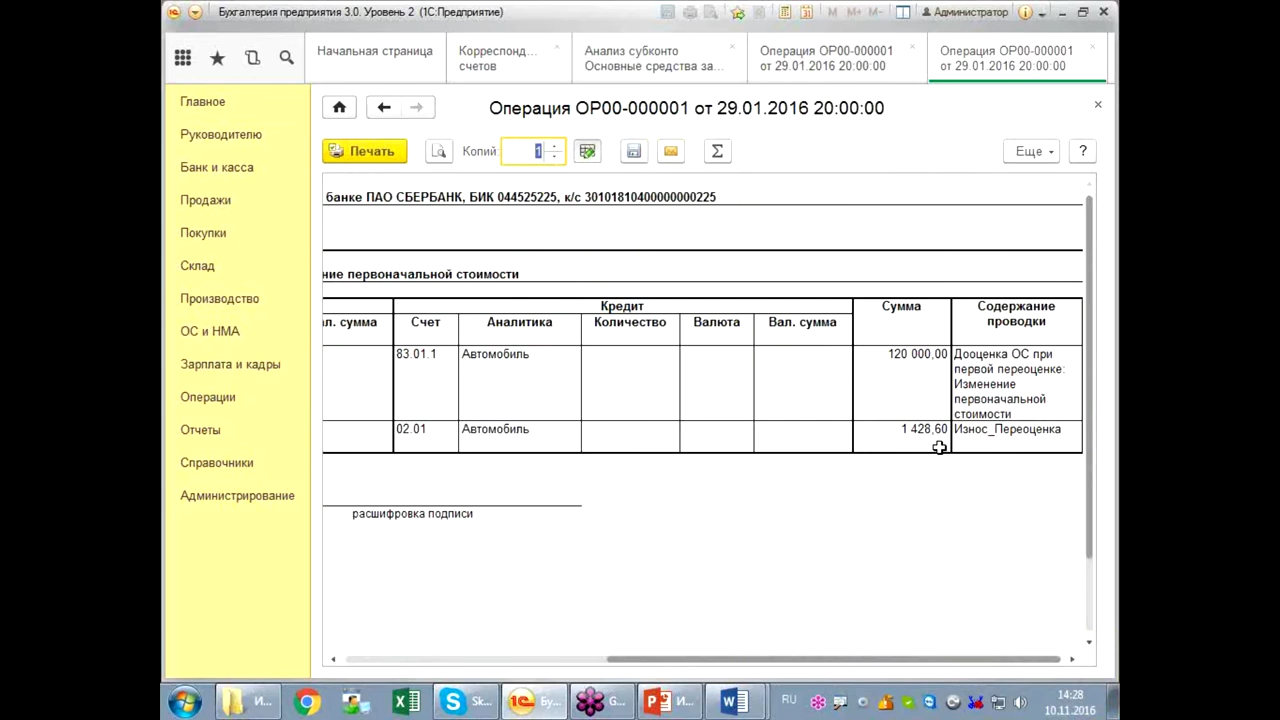 Бухгалтерия предприятия 3.0. Уровень 2 (1С:Предприятие)
M M+ M-
Администратор
Начальная страница
Корреспонд...
счетов
Анализ субконто
Основные средства за...
Операция ОР00-000001
от 29.01.2016 20:00:00
Операция ОР00-000001
от 29.01.2016 20:00:00
Главное
Руководителю
Банк и касса
Продажи
Покупки
Склад
Производство
ОС и НМА
Зарплата и кадры
Операции
Отчеты
Справочники
Администрирование
Операция ОР00-000001 от 29.01.2016 20:00:00
Печать
Копий:
1
Σ
Еще
?
банке ПАО СБЕРБАНК, БИК 044525225, к/с 30101810400000000225
ние первоначальной стоимости
Кредит
Сумма
Содержание
проводки
ал. сумма
Счет
Аналитика
Количество
Валюта
Вал. сумма
83.01.1
Автомобиль
120 000,00
Дооценка ОС при
первой переоценке:
Изменение
первоначальной
стоимости
02.01
Автомобиль
1 428,60
Износ_Переоценка
расшифровка подписи
И...
Sk...
Бу...
G...
И...
RU
14:28
10.11.2016